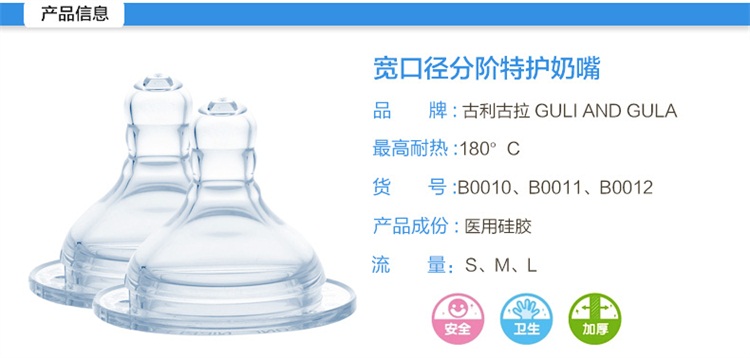 产品信息
宽口径分阶特护奶嘴
品 牌：古利古拉 GULI AND GULA
最高耐热：180° C
货 号：B0010、B0011、B0012
产品成份：医用硅胶
流 量：S、M、L
安全 卫生 加厚